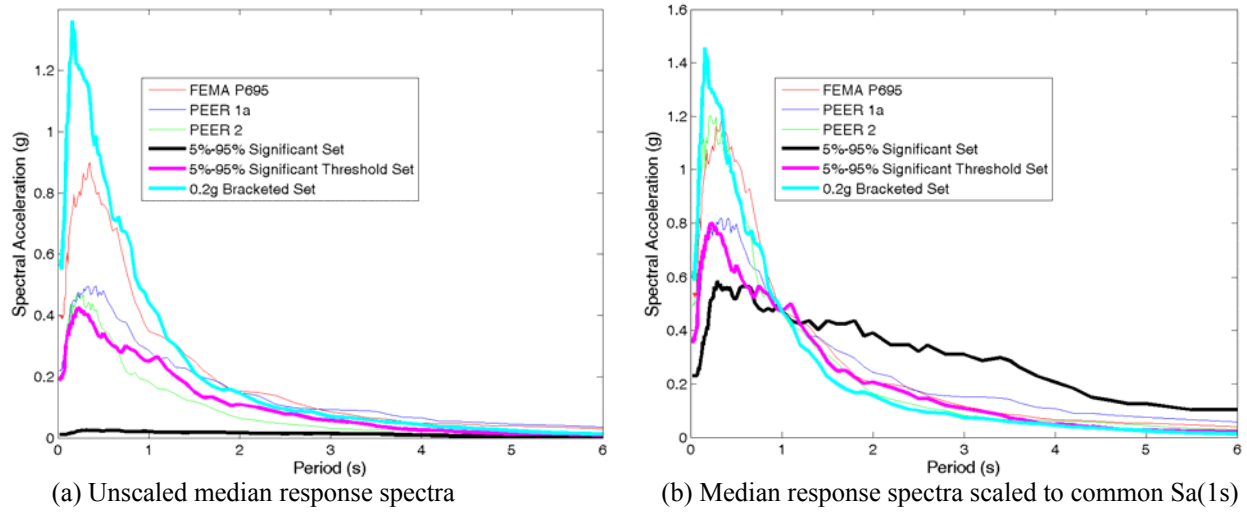 1.2
1
0.8
0.6
0.4
0.2
0
Spectral Acceleration (g)
FEMA P695
PEER 1a
PEER 2
5%-95% Significant Set
5%-95% Significant Threshold Set
0.2g Bracketed Set
0 1 2 3 4 5 6
Period (s)
(a) Unscaled median response spectra
1.6
1.4
1.2
1
0.8
0.6
0.4
0.2
0
Spectral Acceleration (g)
FEMA P695
PEER 1a
PEER 2
5%-95% Significant Set
5%-95% Significant Threshold Set
0.2g Bracketed Set
0 1 2 3 4 5 6
Period (s)
(b) Median response spectra scaled to common Sa(1s)